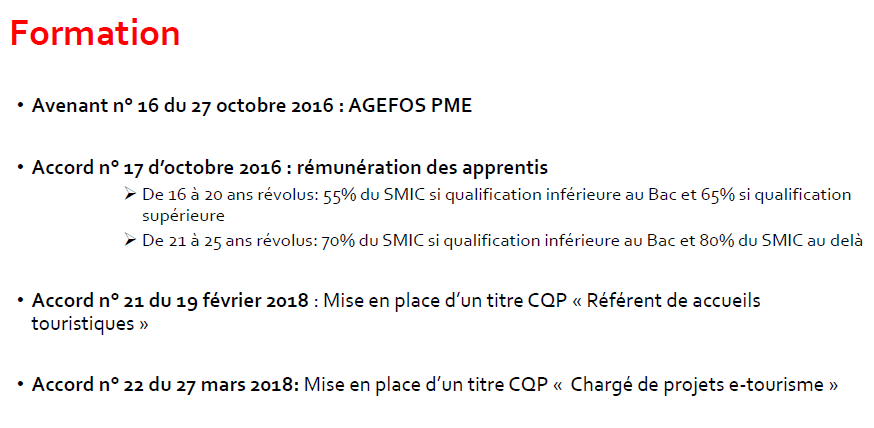 Formation
• Avenant n° 16 du 27 octobre 2016 : AGEFOS PME
• Accord n° 17 d’octobre 2016 : rémunération des apprentis
➢ De 16 à 20 ans révolus: 55% du SMIC si qualification inférieure au Bac et 65% si qualification
supérieure
➢ De 21 à 25 ans révolus: 70% du SMIC si qualification inférieure au Bac et 80% du SMIC au delà
• Accord n° 21 du 19 février 2018 : Mise en place d’un titre CQP « Référent de accueils
touristiques »
• Accord n° 22 du 27 mars 2018: Mise en place d’un titre CQP « Chargé de projets e-tourisme »